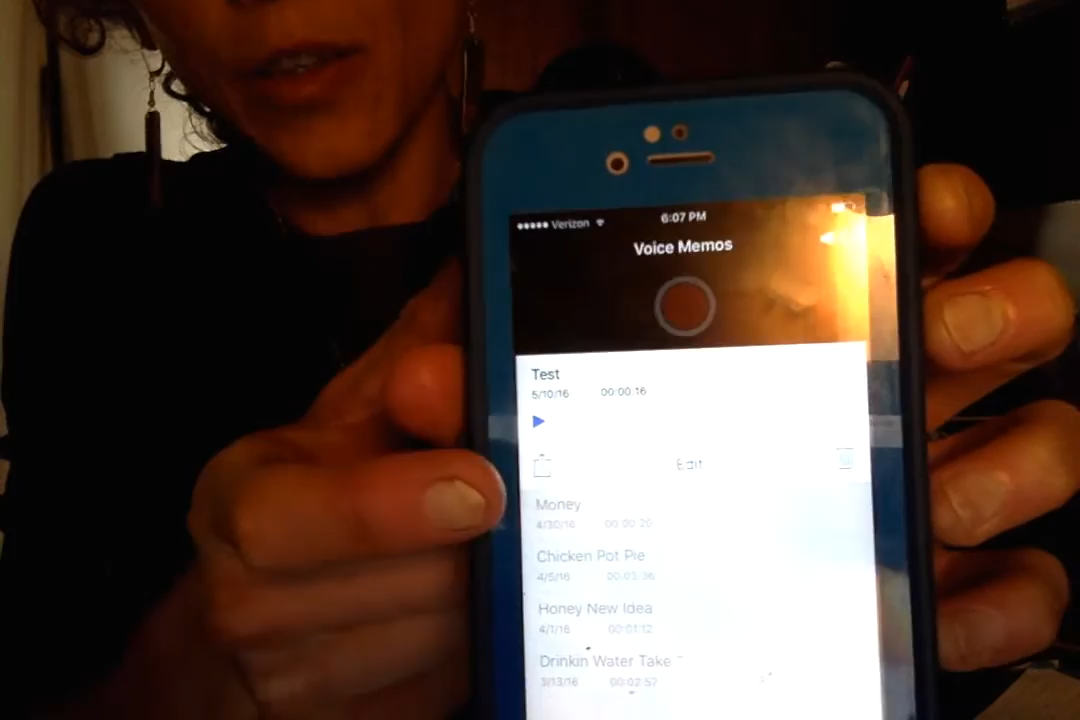 Verizon
6:07 PM
Voice Memos
Test
5/10/16 00:00.16
Edit
Money
4/30/16 00:00:20
Chicken Pot Pie
4/5/16 00:03:36
Honey New Idea
4/1/16 00:01:12
Drinkin Water Take
3/13/16 00:02:57